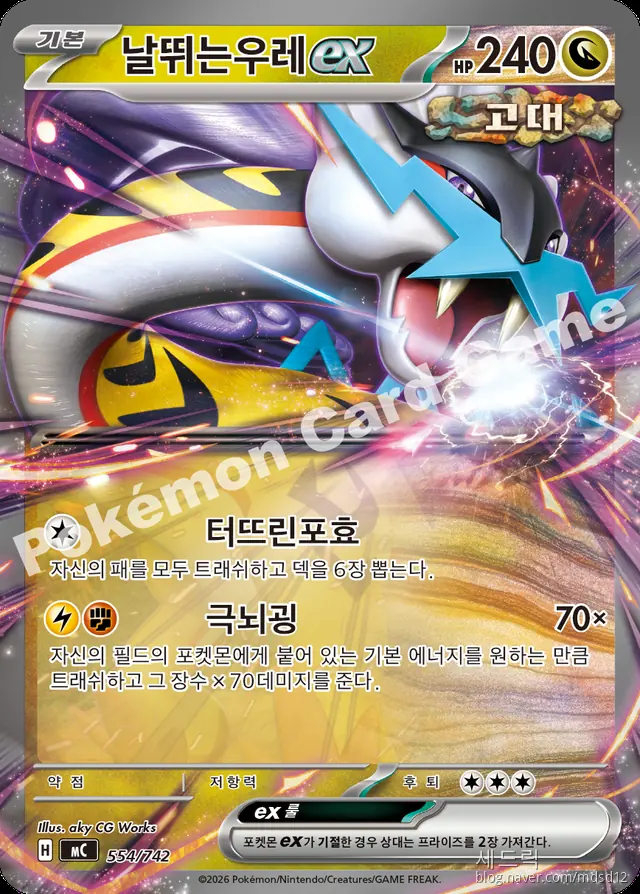 기본
날뛰는우레 ex
HP 240
고대
Pokémon Card Game
터뜨린포효
자신의 패를 모두 트래쉬하고 덱을 6장 뽑는다.
극뇌굉 70×
자신의 필드의 포켓몬에게 붙어 있는 기본 에너지를 원하는 만큼
트래쉬하고 그 장수×70데미지를 준다.
약점 저항력 후퇴
ex 룰
포켓몬 ex가 기절한 경우 상대는 프라이즈를 2장 가져간다.
Illus. aky CG Works
H MC 554/742
©2026 Pokémon/Nintendo/Creatures/GAME FREAK.
세드릭
blog.naver.com/mdsd12